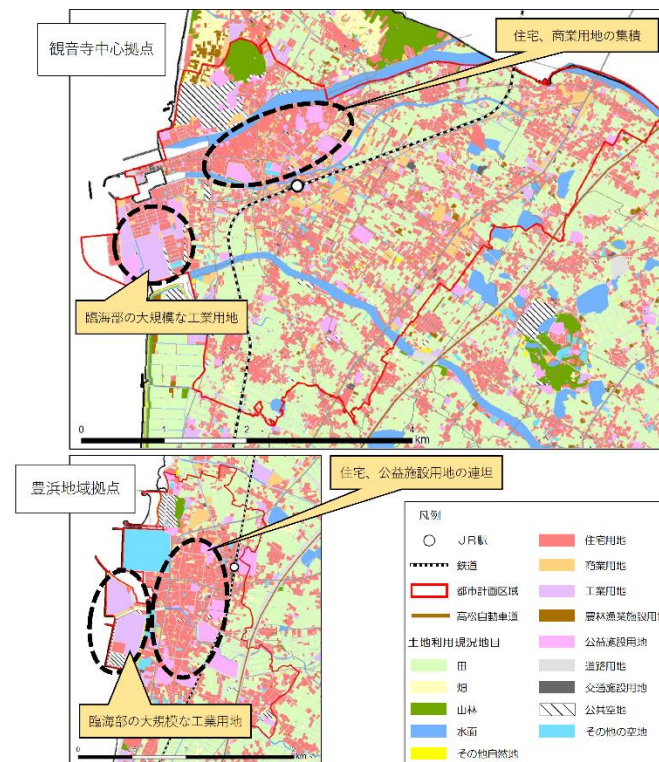 観音寺中心拠点
住宅、商業用地の集積
臨海部の大規模な工業用地
0 1 2 3 4
km
豊浜地域拠点
住宅、公益施設用地の連坦
臨海部の大規模な工業用地
0 1 2
凡例
JR駅
鉄道
都市計画区域
高松自動車道
土地利用現況地目
田
畑
山林
水面
その他自然地
住宅用地
商業用地
工業用地
農林漁業施設用地
公益施設用地
道路用地
交通施設用地
公共空地
その他の空地